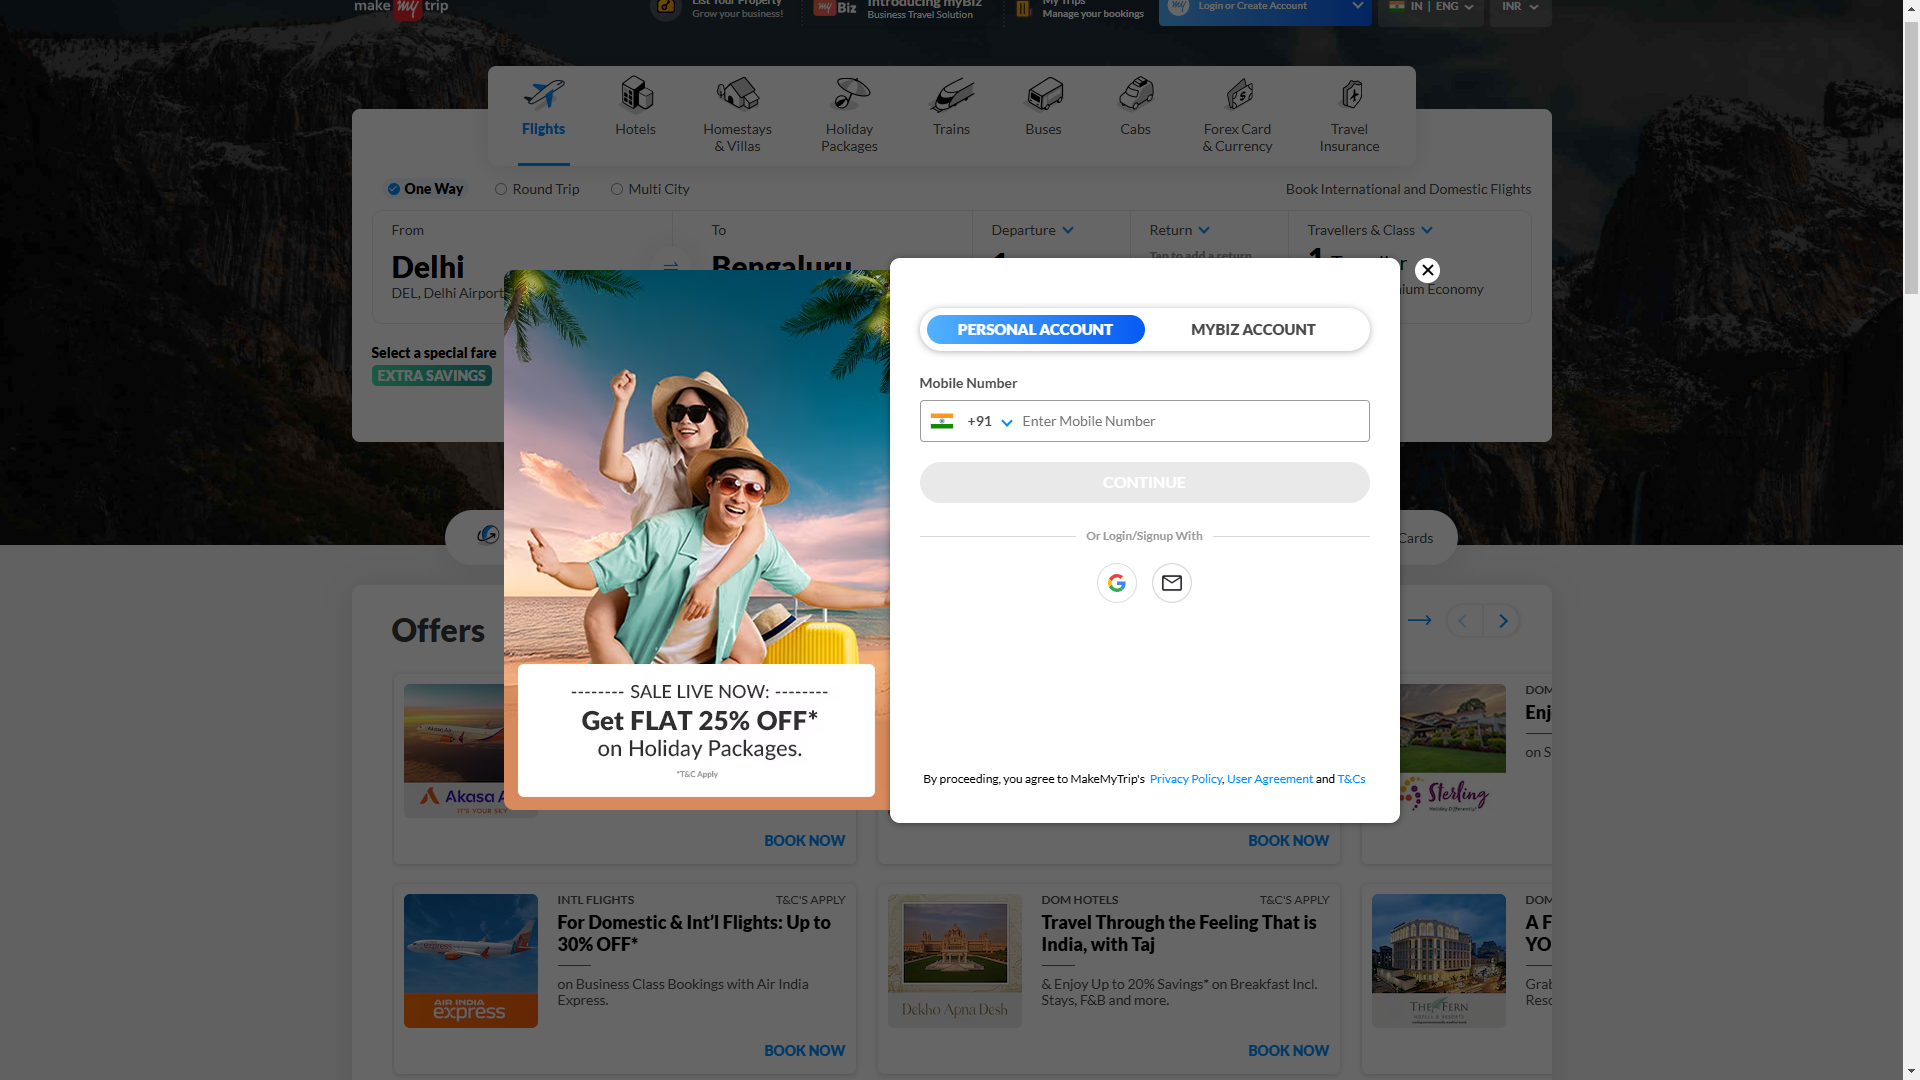 make my trip
List Your Property
Grow your business!
my Biz
Introducing myBiz
Business Travel Solution
My Trips
Manage your bookings
my
Login or Create Account
IN | ENG
INR
Flights
Hotels
Homestays
& Villas
Holiday
Packages
Trains
Buses
Cabs
Forex Card
& Currency
Travel
Insurance
One Way
Round Trip
Multi City
Book International and Domestic Flights
From
To
Departure
Return
Travellers & Class
Delhi
Bengaluru
Tap to add a return
DEL, Delhi Airport
Economy
Select a special fare
EXTRA SAVINGS
PERSONAL ACCOUNT
MYBIZ ACCOUNT
Mobile Number
+91
Enter Mobile Number
CONTINUE
Or Login/Signup With
By proceeding, you agree to MakeMyTrip's Privacy Policy, User Agreement and T&Cs
-------- SALE LIVE NOW: --------
Get FLAT 25% OFF*
on Holiday Packages.
*T&C Apply
Cards
Offers
Akasa Air
Akasa A
IT'S YOUR SKY
BOOK NOW
BOOK NOW
DOM
Enj
on S
Sterling
Holiday Differently!
INTL FLIGHTS
T&C'S APPLY
For Domestic & Int'l Flights: Up to
30% OFF*
on Business Class Bookings with Air India
Express.
AIR INDIA
express
BOOK NOW
DOM HOTELS
T&C'S APPLY
Travel Through the Feeling That is
India, with Taj
& Enjoy Up to 20% Savings* on Breakfast Incl.
Stays, F&B and more.
Dekho Apna Desh
BOOK NOW
DOM
A F
YO
Grab
Reso
THE FERN
HOTELS & RESORTS